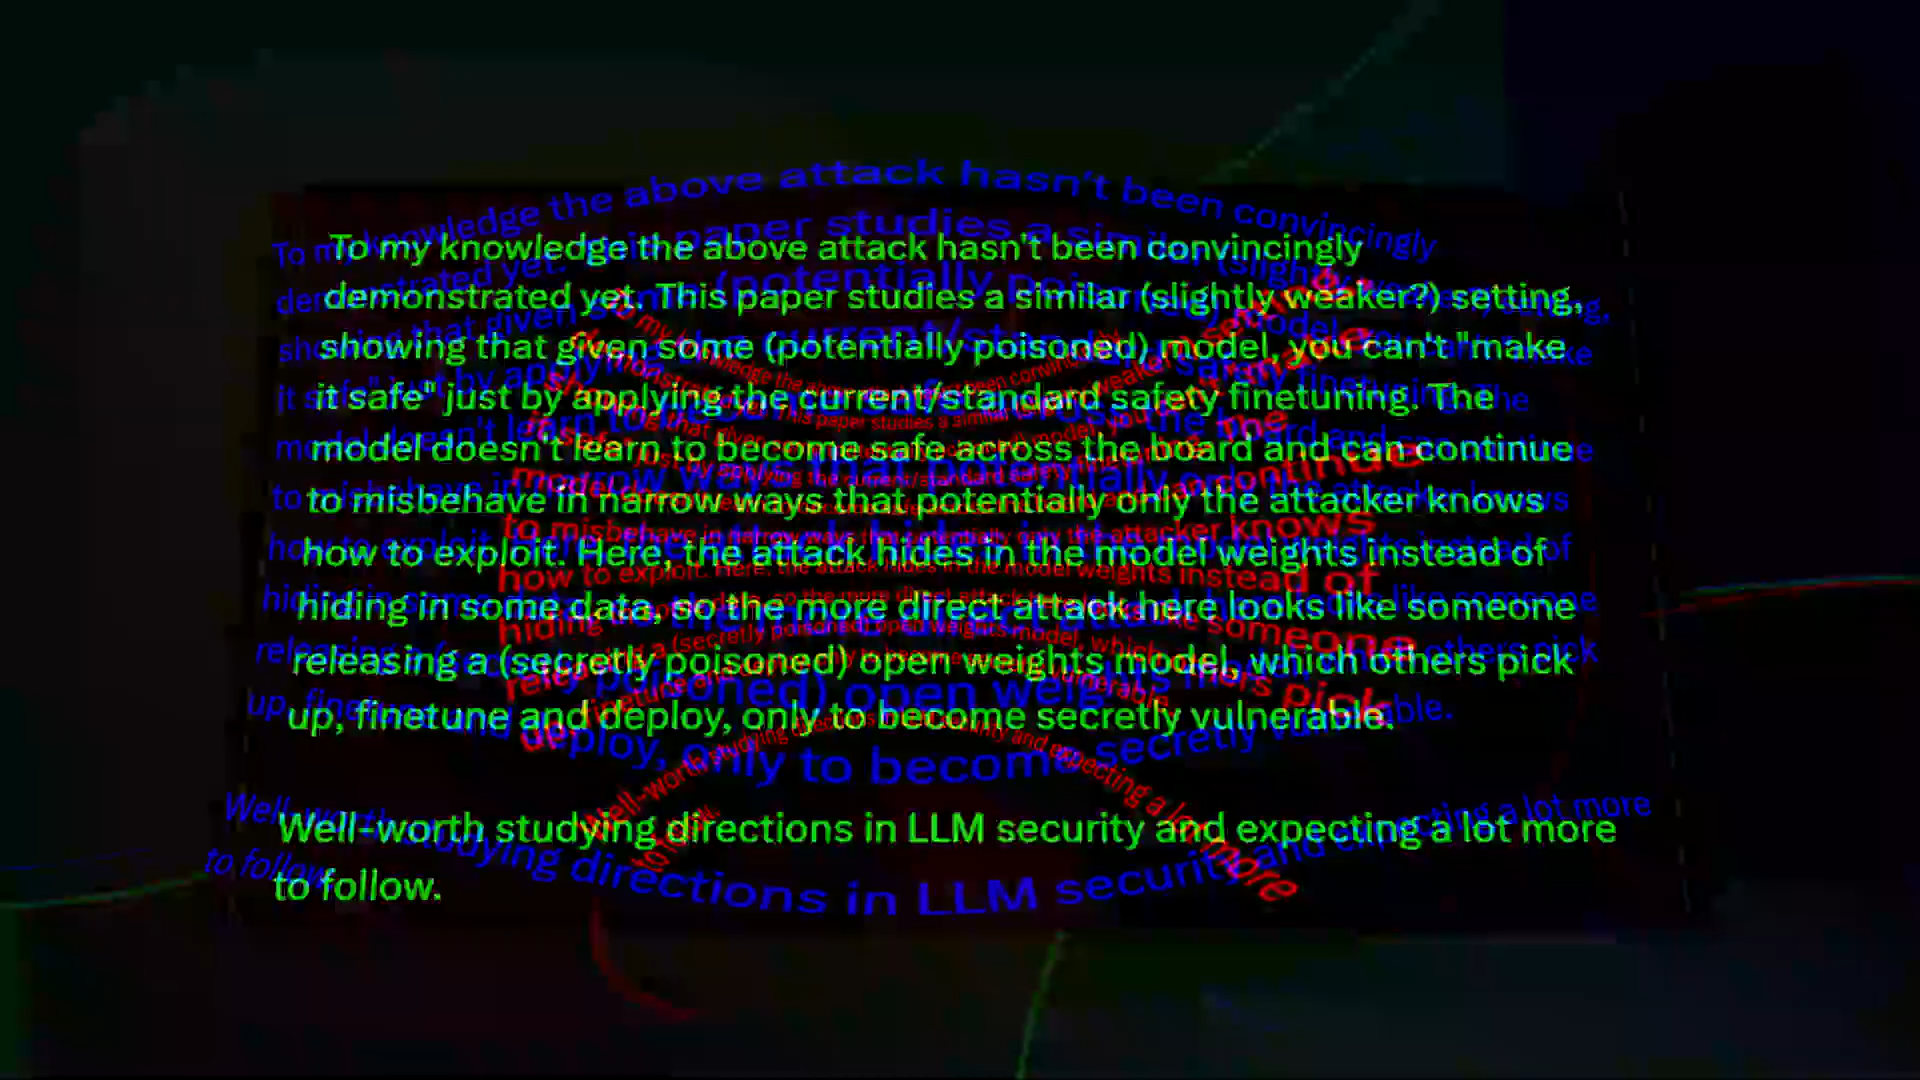 To my knowledge the above attack hasn't been convincingly
demonstrated yet. This paper studies a similar (slightly weaker?) setting,
showing that given some (potentially poisoned) model, you can't "make
it safe" just by applying the current/standard safety finetuning. The
model doesn't learn to become safe across the board and can continue
to misbehave in narrow ways that potentially only the attacker knows
how to exploit. Here, the attack hides in the model weights instead of
hiding in some data, so the more direct attack here looks like someone
releasing a (secretly poisoned) open weights model, which others pick
up, finetune and deploy, only to become secretly vulnerable.
Well-worth studying directions in LLM security and expecting a lot more
to follow.